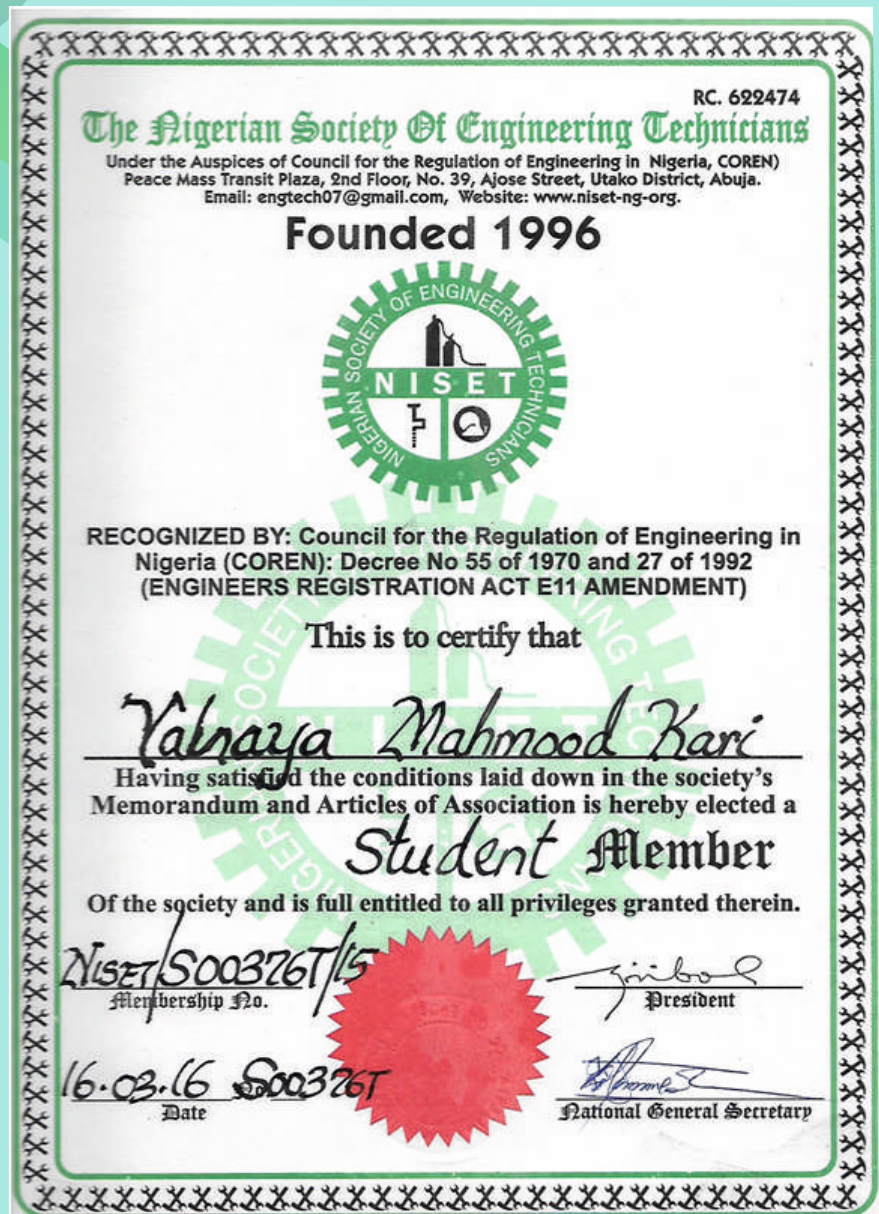 RC. 622474
The Nigerian Society Of Engineering Technicians
Under the Auspices of Council for the Regulation of Engineering in Nigeria, COREN)
Peace Mass Transit Plaza, 2nd Floor, No. 39, Ajose Street, Utako District, Abuja.
Email: engtech07@gmail.com, Website: www.niset-ng-org.
Founded 1996
NIGERIAN SOCIETY OF ENGINEERING TECHNICIANS
NISET
RECOGNIZED BY: Council for the Regulation of Engineering in
Nigeria (COREN): Decree No 55 of 1970 and 27 of 1992
(ENGINEERS REGISTRATION ACT E11 AMENDMENT)
This is to certify that
Mahmood Kari
Having satisfied the conditions laid down in the society's
Memorandum and Articles of Association is hereby elected a
Student Member
Of the society and is full entitled to all privileges granted therein.
NISET/S00376T/15
Membership No.
President
16.03.16 S00376T
Date
National General Secretary